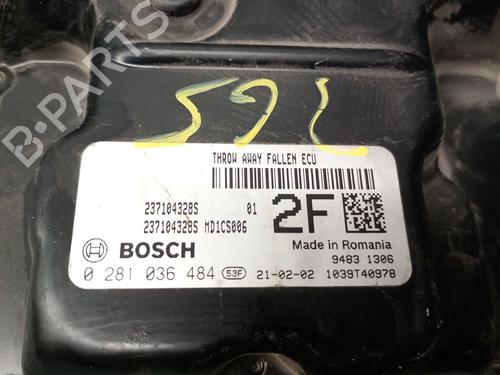 B-PARTS
59L
THROW AWAY FALLEN ECU
237104328S 01
237104328S MD1CS006
2F
BOSCH
Made in Romania
9483 1306
0 281 036 484 53F 21-02-02 1039T40978